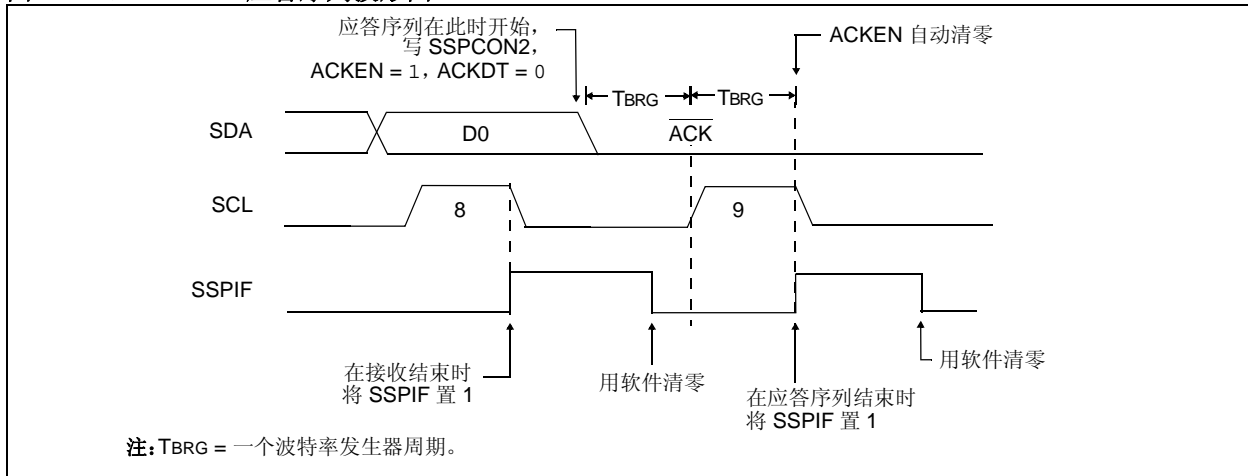 应答序列在此时开始，
写 SSPCON2，
ACKEN = 1，ACKDT = 0
ACKEN 自动清零
TBRG
TBRG
SDA
D0
ACK
SCL
8
9
SSPIF
在接收结束时
将 SSPIF 置 1
用软件清零
在应答序列结束时
将 SSPIF 置 1
用软件清零
注：TBRG = 一个波特率发生器周期。